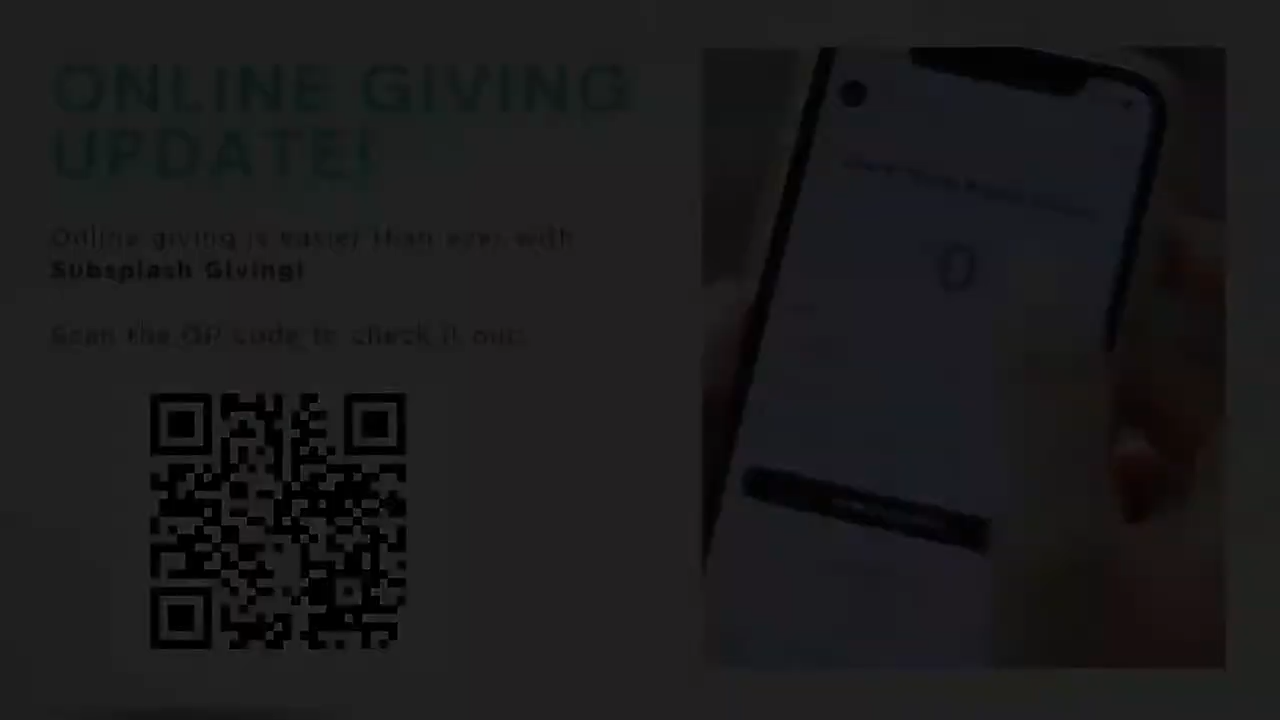 ONLINE GIVING
UPDATE!
Online giving is easier than ever with
Subsplash Giving!
Scan the QR code to check it out: